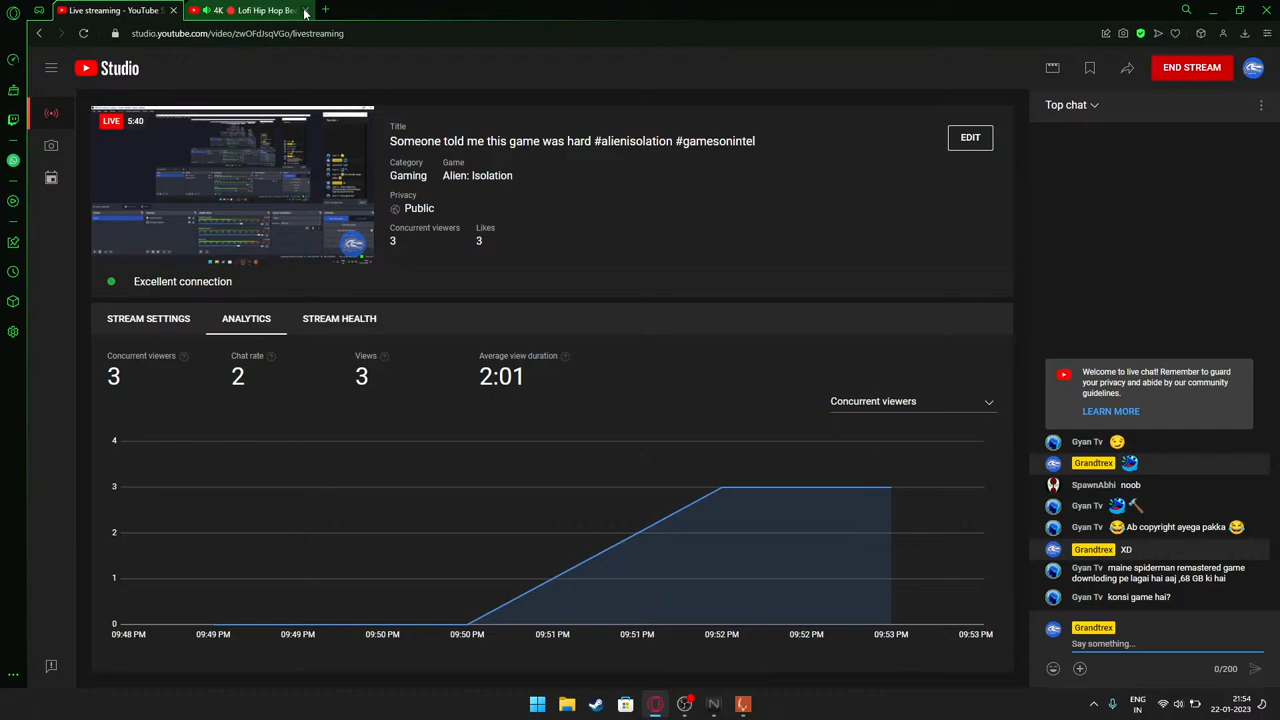 Live streaming - YouTube S
4K
Lofi Hip Hop Be
studio.youtube.com/video/zwOFdJsqVGo/livestreaming
Studio
END STREAM
LIVE 5:40
Title
Someone told me this game was hard #alienisolation #gamesonintel
EDIT
Category Game
Gaming Alien: Isolation
Privacy
Public
Concurrent viewers Likes
3 3
Excellent connection
STREAM SETTINGS ANALYTICS STREAM HEALTH
Concurrent viewers Chat rate Views Average view duration
3 2 3 2:01
Concurrent viewers
4
3
2
1
0
09:48 PM 09:49 PM 09:49 PM 09:50 PM 09:50 PM 09:51 PM 09:51 PM 09:52 PM 09:52 PM 09:53 PM 09:53 PM
Top chat
Welcome to live chat! Remember to guard
your privacy and abide by our community
guidelines.
LEARN MORE
Gyan Tv
Grandtrex
SpawnAbhi noob
Gyan Tv
Gyan Tv Ab copyright ayega pakka
Grandtrex XD
Gyan Tv maine spiderman remastered game
downloding pe lagai hai aaj ,68 GB ki hai
Gyan Tv konsi game hai?
Grandtrex
Say something...
0/200
ENG
IN
21:54
22-01-2023